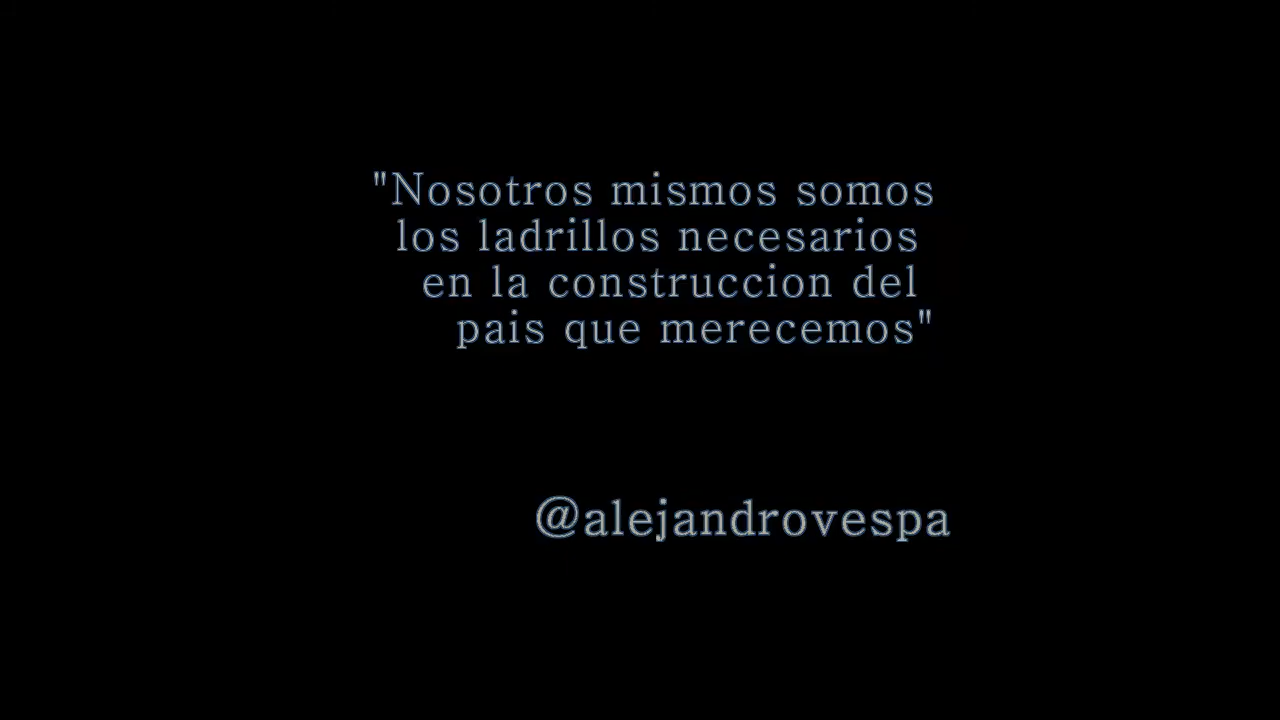 "Nosotros mismos somos
los ladrillos necesarios
en la construccion del
pais que merecemos"
@alejandrovespa